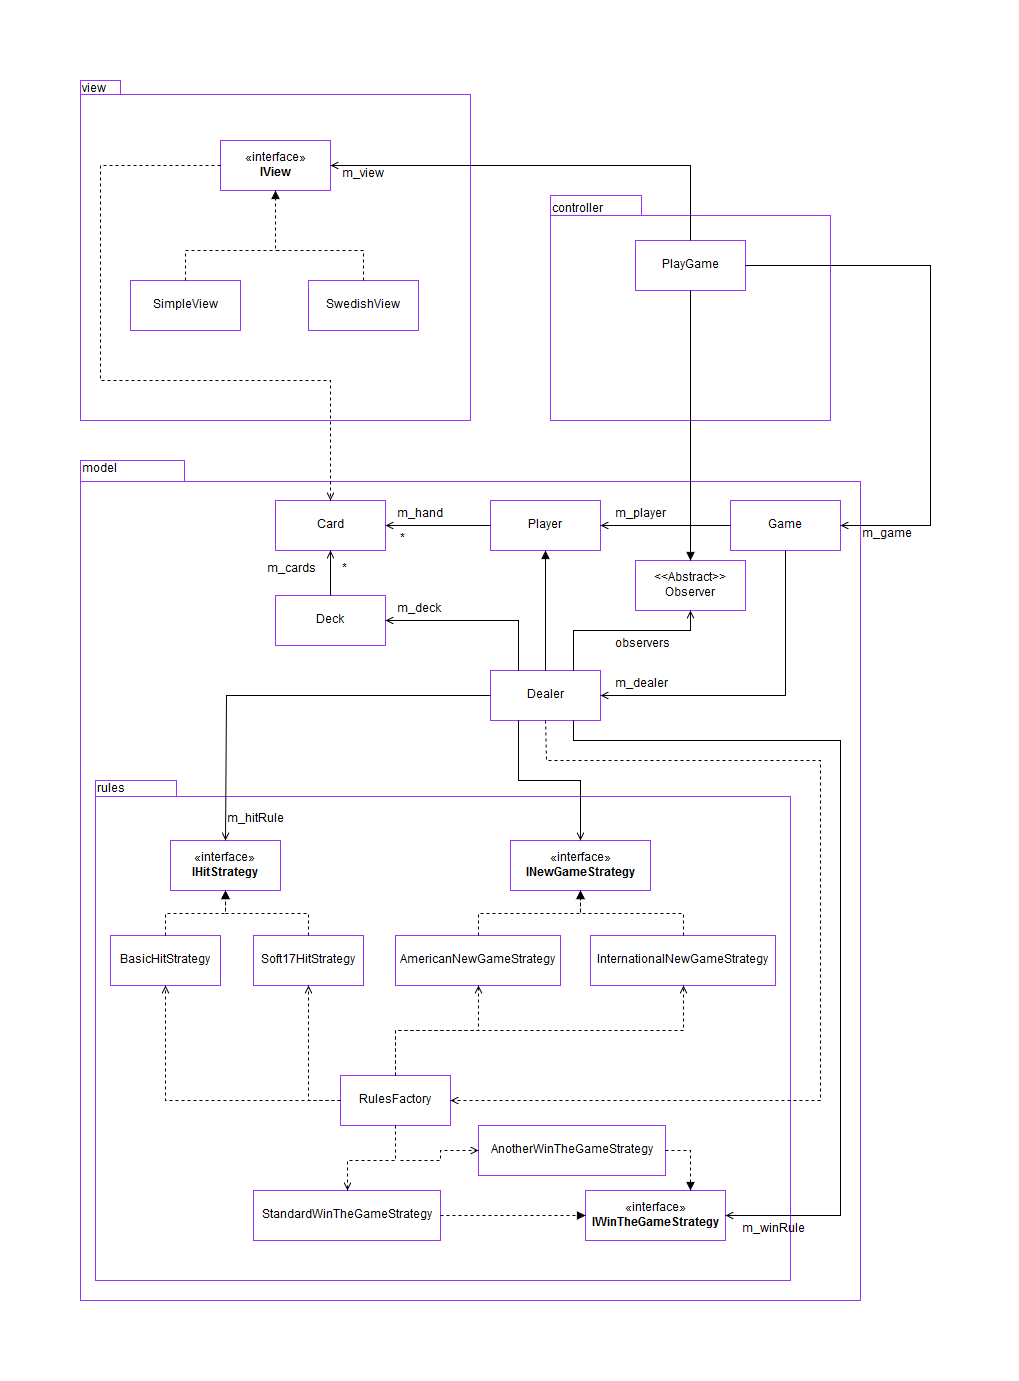 view
«interface»
IView
m_view
controller
PlayGame
SimpleView
SwedishView
model
Card
m_hand
*
Player
m_player
Game
m_game
m_cards
*
<<Abstract>>
Observer
Deck
m_deck
observers
Dealer
m_dealer
rules
m_hitRule
«interface»
IHitStrategy
«interface»
INewGameStrategy
BasicHitStrategy
Soft17HitStrategy
AmericanNewGameStrategy
InternationalNewGameStrategy
RulesFactory
AnotherWinTheGameStrategy
StandardWinTheGameStrategy
«interface»
IWinTheGameStrategy
m_winRule